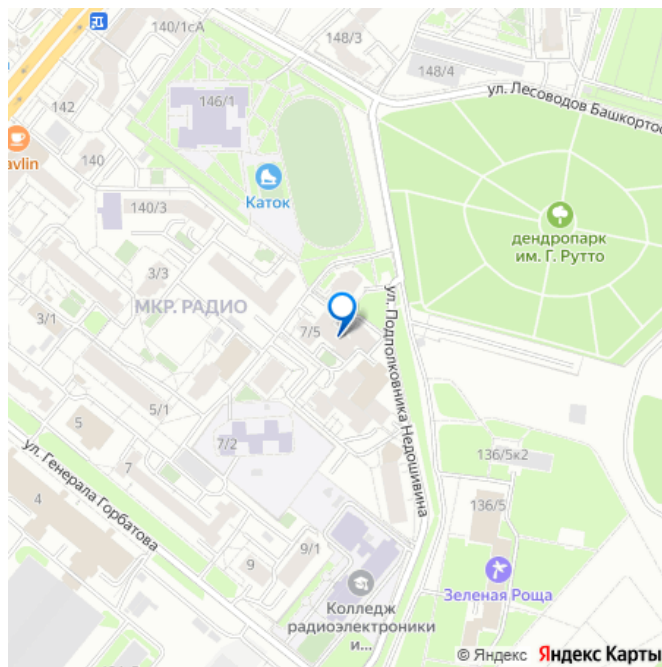 140/1сА
148/3
148/4
ул. Лесоводов Башкортос
142
146/1
avlin
140
Каток
140/3
дендропарк
им. Г. Рутто
3/3
МКР. РАДИО
3/1
7/5
ул. Подполковника Недошивина
5/1
5
7/2
ул. Генерала Горбатова
7
136/5к2
4
136/5
9/1
9
Зеленая Роща
Колледж
радиоэлектроники
и...
© Яндекс Яндекс Карты